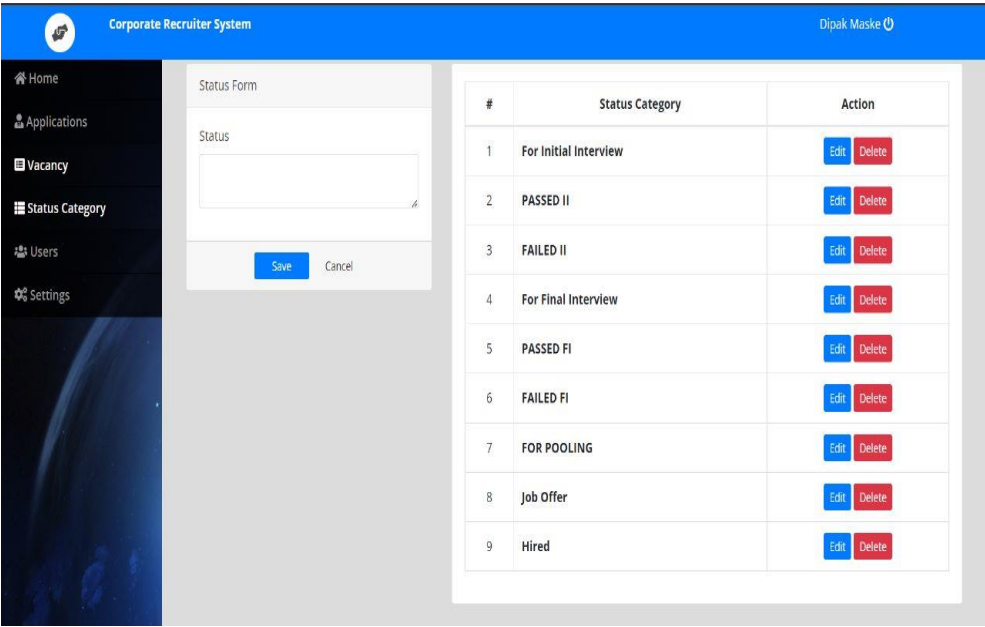 Corporate Recruiter System
Dipak Maske
Home
Applications
Vacancy
Status Category
Users
Settings
Status Form
Status
Save Cancel
# Status Category Action
1 For Initial Interview Edit Delete
2 PASSED II Edit Delete
3 FAILED II Edit Delete
4 For Final Interview Edit Delete
5 PASSED FI Edit Delete
6 FAILED FI Edit Delete
7 FOR POOLING Edit Delete
8 Job Offer Edit Delete
9 Hired Edit Delete